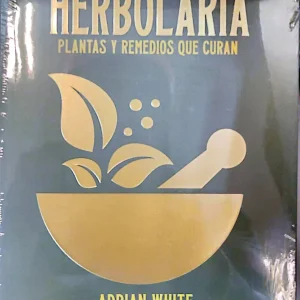 HERBOLARIA
PLANTAS Y REMEDIOS QUE CURAN
ADRIAN WHITE